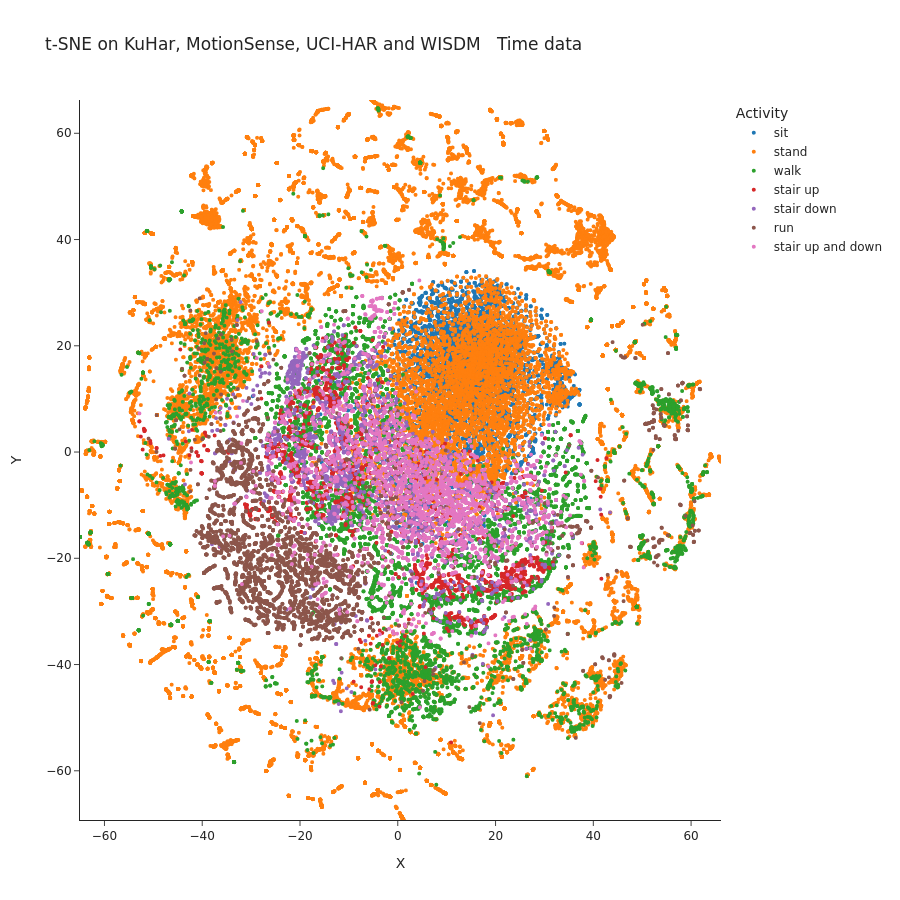 t-SNE on KuHar, MotionSense, UCI-HAR and WISDM   Time data
Activity
sit
stand
walk
stair up
stair down
run
stair up and down
60
40
20
0
−20
−40
−60
Y
−60 −40 −20 0 20 40 60
X